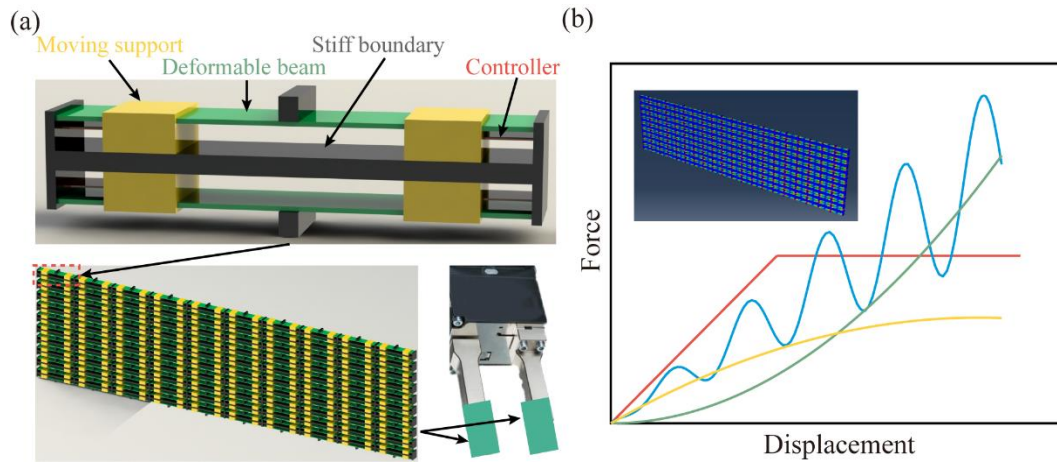 (a)
Moving support
Stiff boundary
Deformable beam
Controller
(b)
Force
Displacement